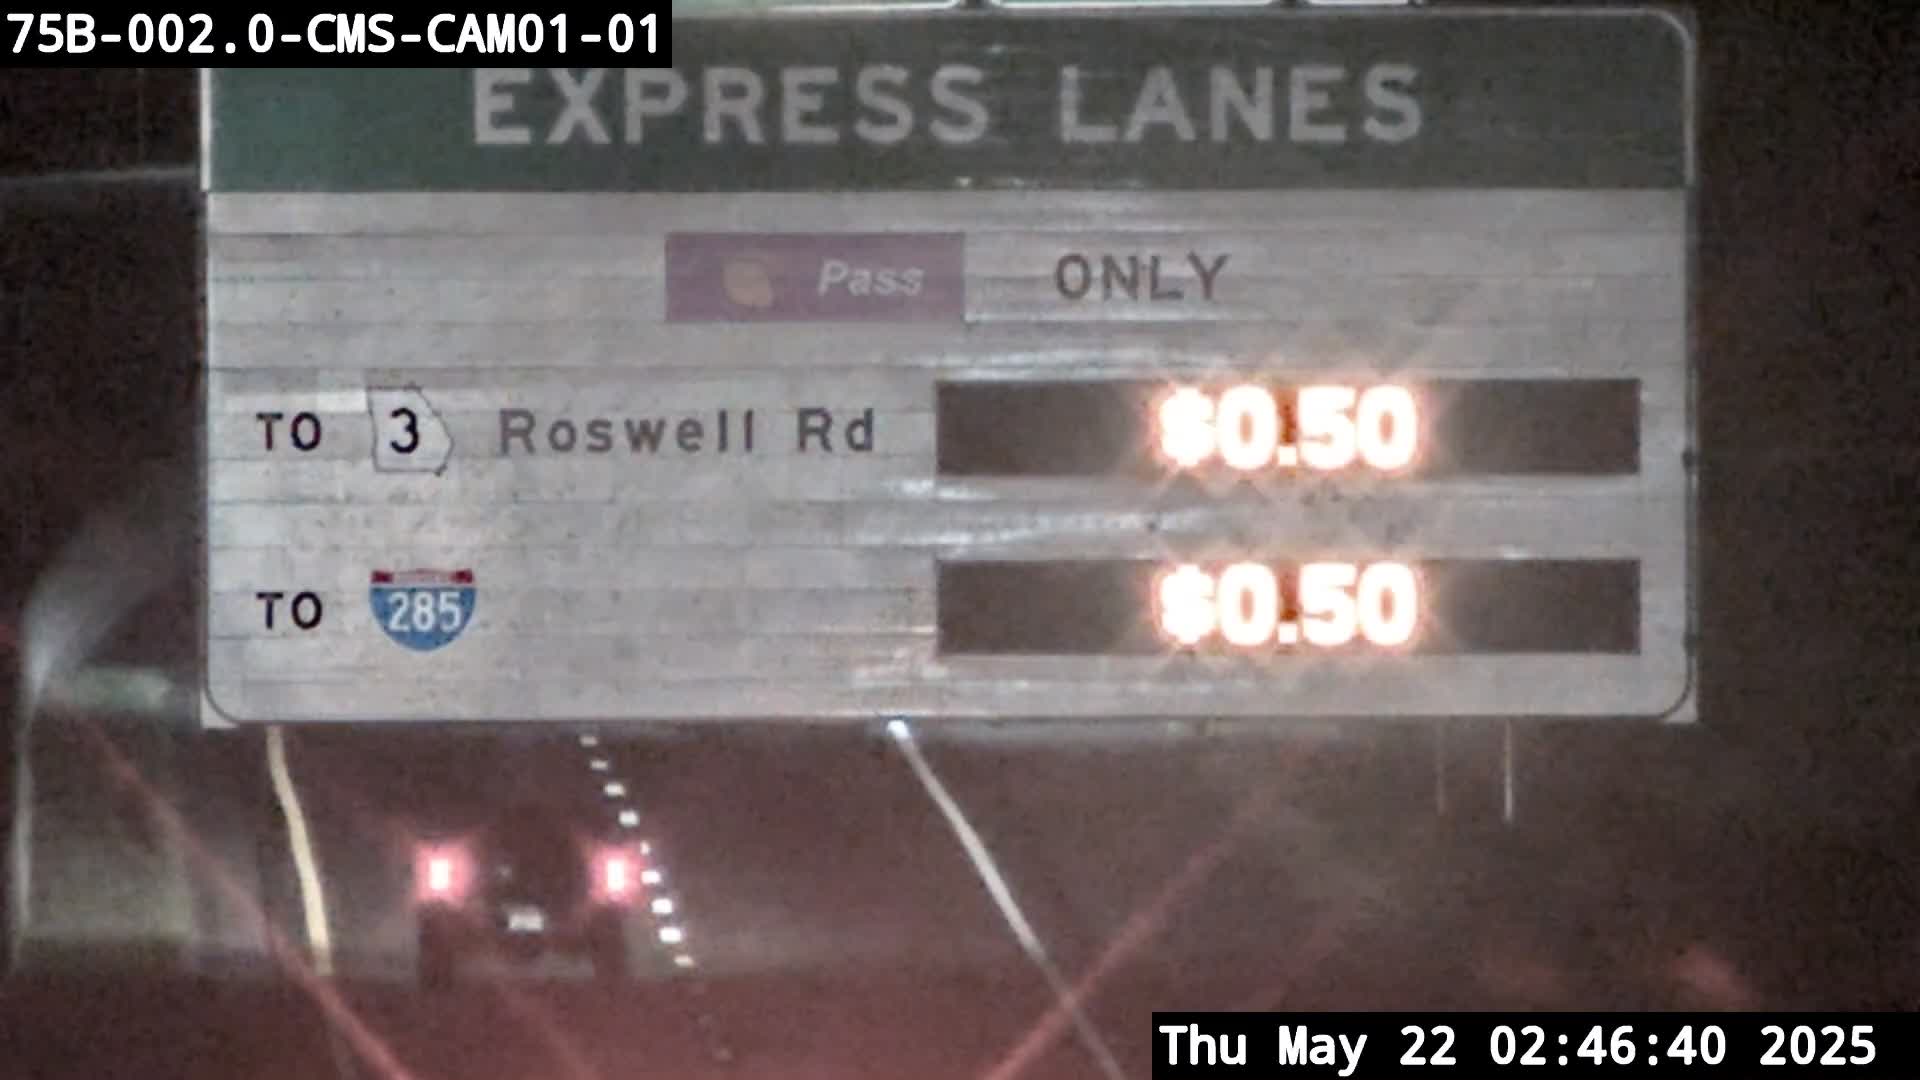 75B-002.0-CMS-CAM01-01
EXPRESS LANES
Pass ONLY
TO 3 Roswell Rd $0.50
TO 285 $0.50
Thu May 22 02:46:40 2025